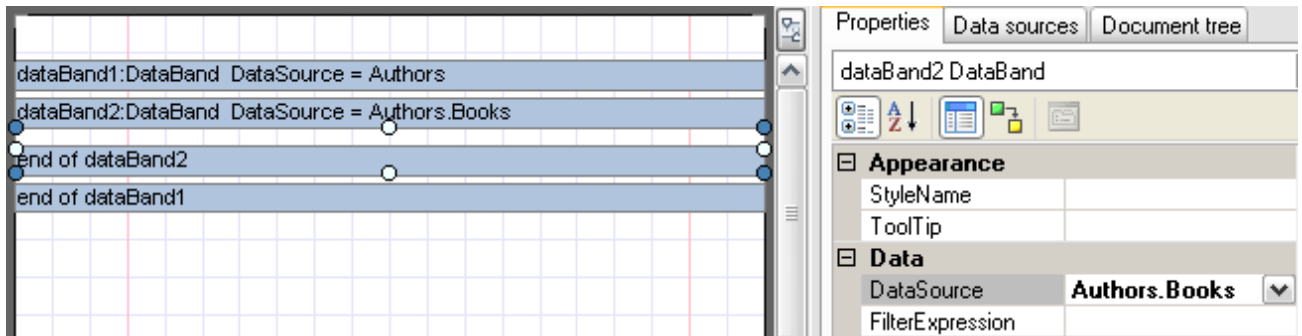 dataBand1:DataBand DataSource = Authors
dataBand2:DataBand DataSource = Authors.Books
end of dataBand2
end of dataBand1
Properties
Data sources
Document tree
dataBand2 DataBand
Appearance
StyleName
ToolTip
Data
DataSource Authors.Books
FilterExpression